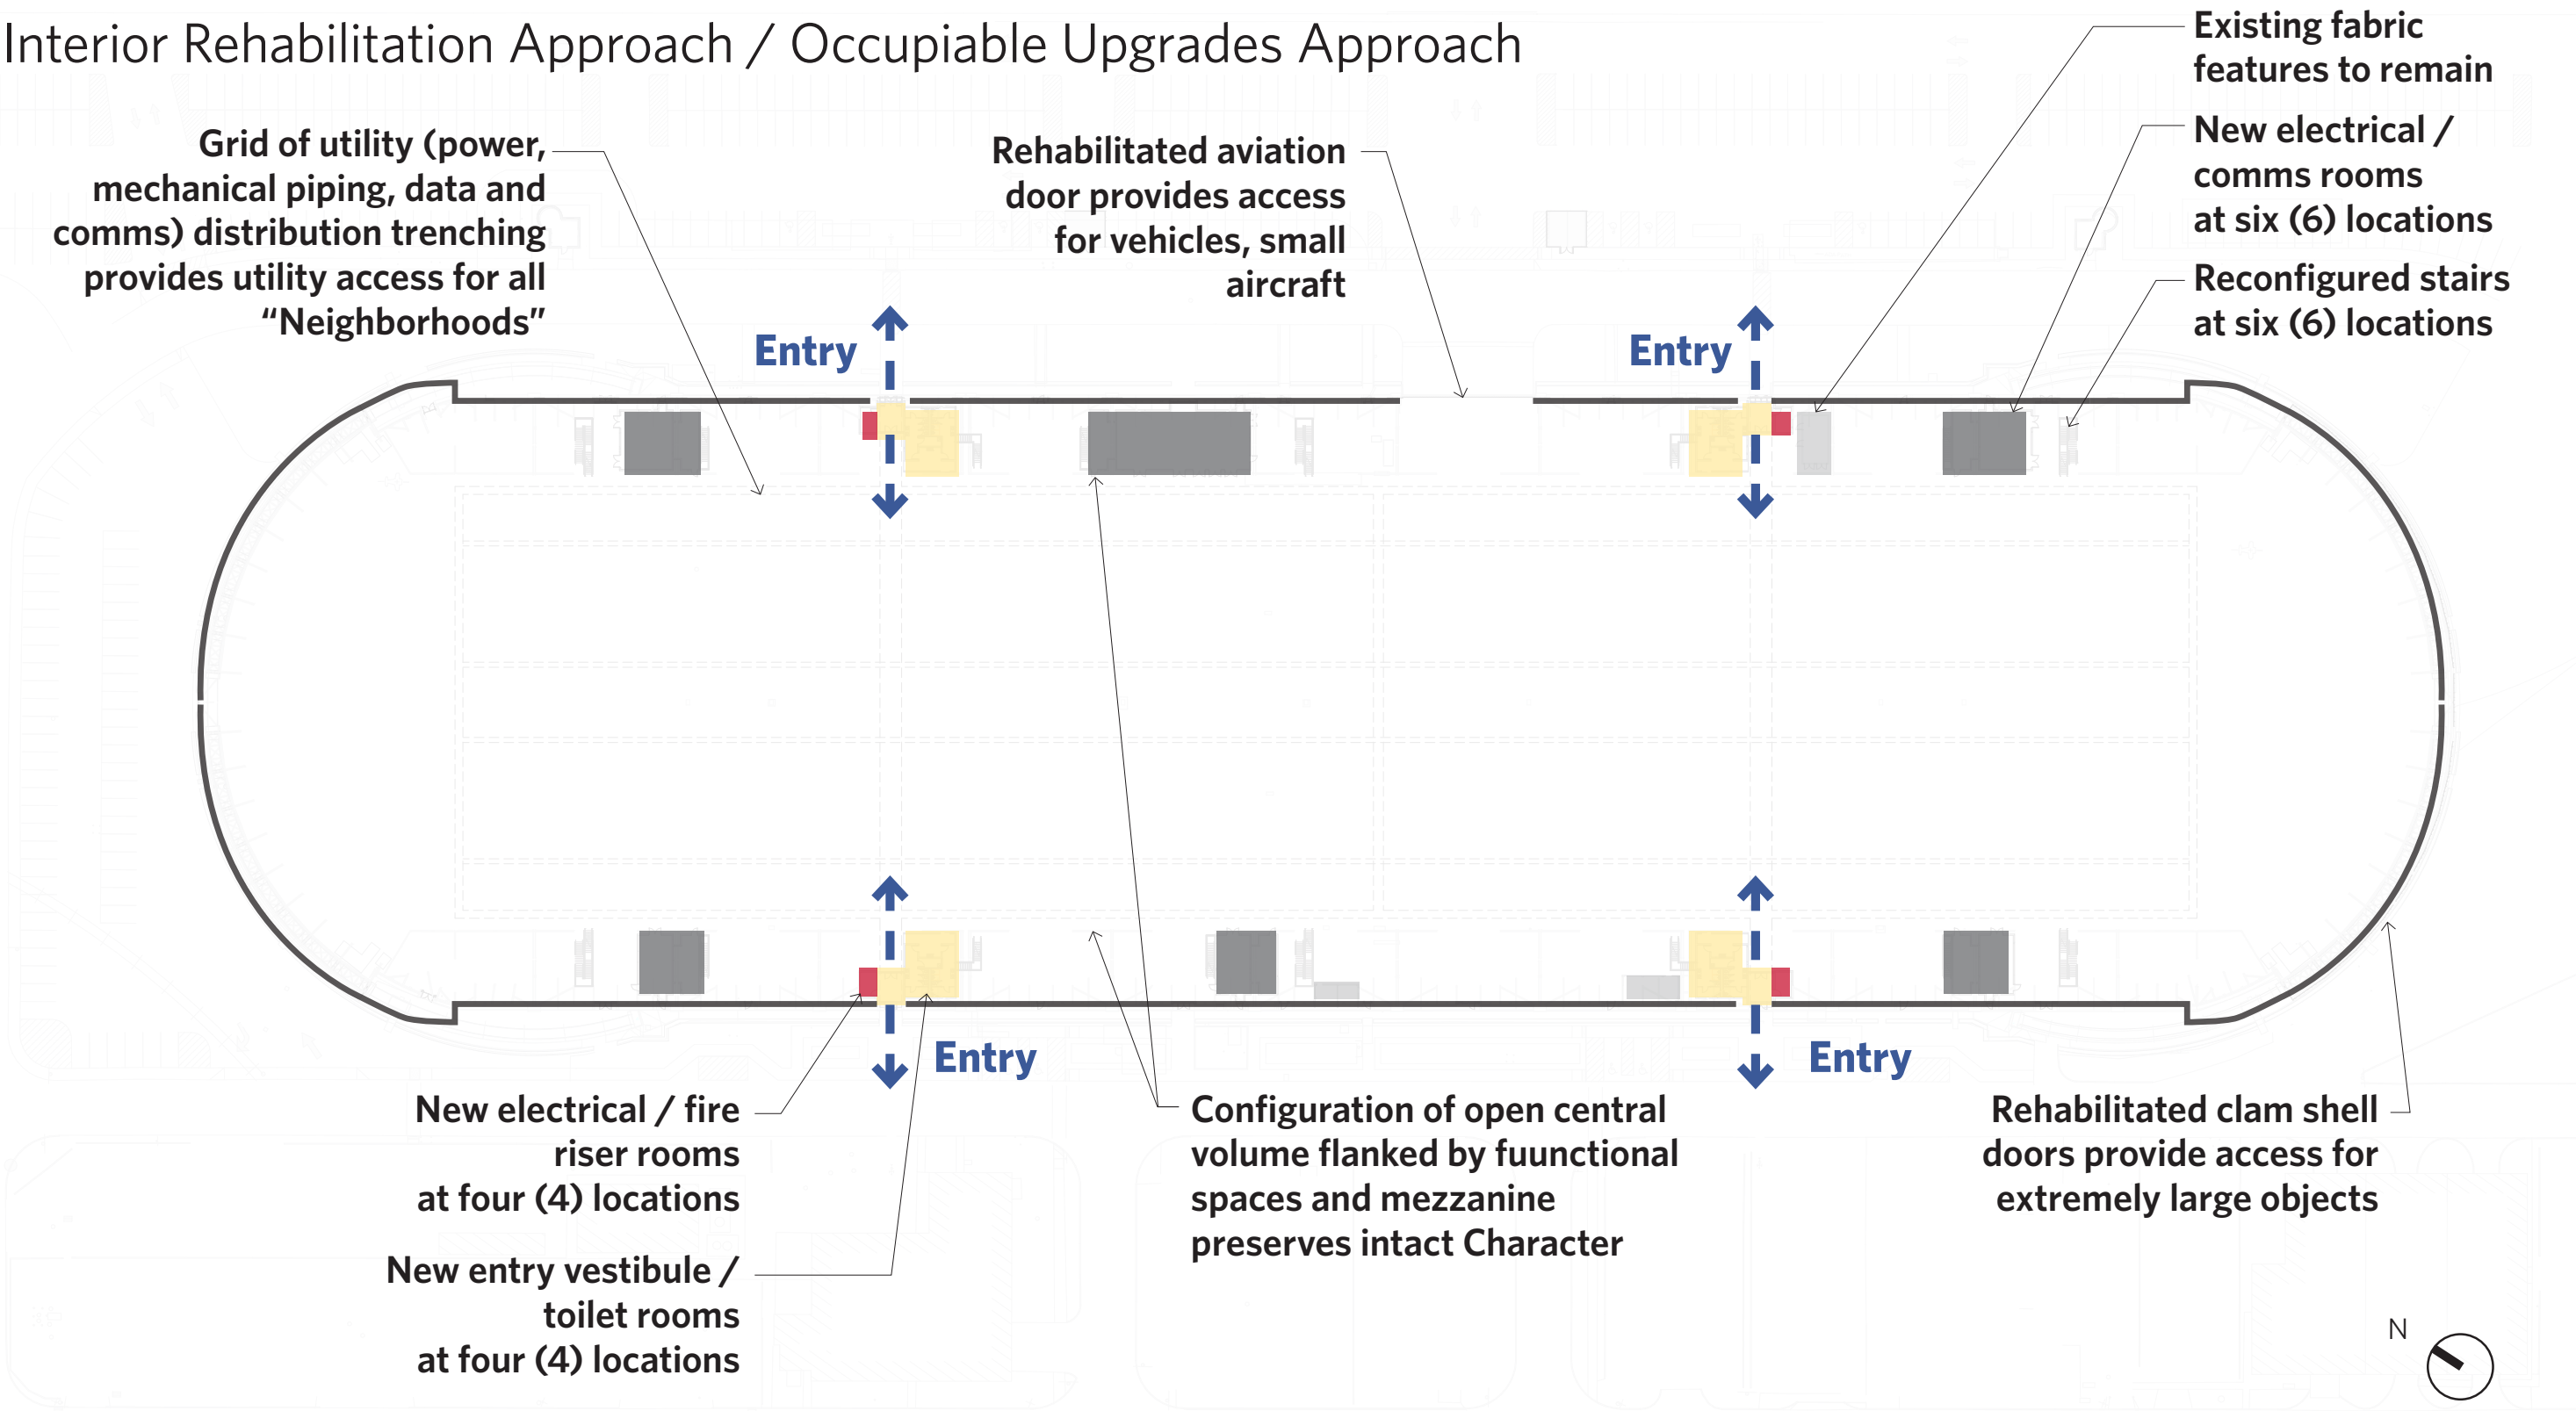 Interior Rehabilitation Approach / Occupiable Upgrades Approach
Existing fabric
features to remain
Grid of utility (power,
mechanical piping, data and
comms) distribution trenching
provides utility access for all
“Neighborhoods”
Rehabilitated aviation
door provides access
for vehicles, small
aircraft
New electrical /
comms rooms
at six (6) locations
Reconfigured stairs
at six (6) locations
Entry
Entry
Entry
Entry
New electrical / fire
riser rooms
at four (4) locations
New entry vestibule /
toilet rooms
at four (4) locations
Configuration of open central
volume flanked by fuunctional
spaces and mezzanine
preserves intact Character
Rehabilitated clam shell
doors provide access for
extremely large objects
N